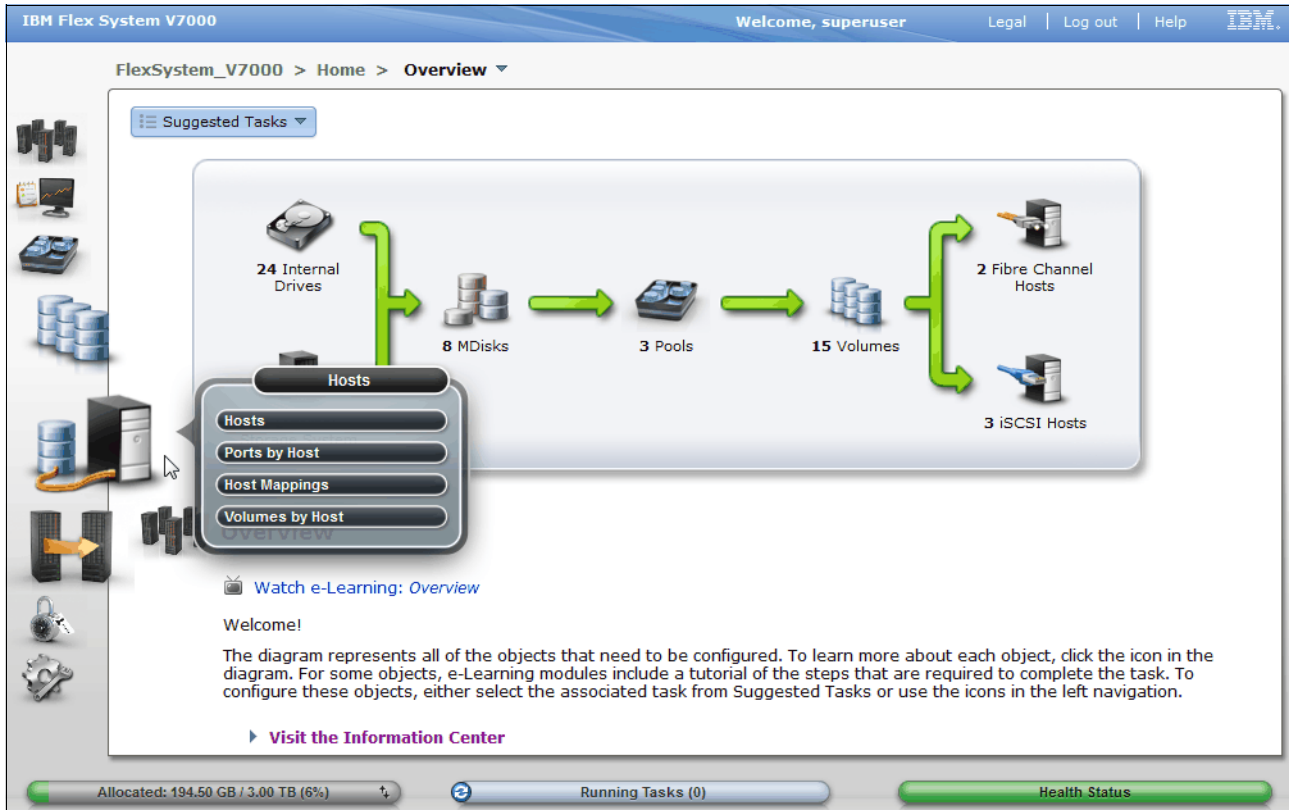 IBM Flex System V7000
Welcome, superuser
Legal | Log out | Help
IBM.
FlexSystem_V7000 > Home > Overview
Suggested Tasks
24 Internal
Drives
8 MDisks
3 Pools
15 Volumes
2 Fibre Channel
Hosts
3 iSCSI Hosts
Hosts
Hosts
Ports by Host
Host Mappings
Volumes by Host
Overview
Watch e-Learning: Overview
Welcome!
The diagram represents all of the objects that need to be configured. To learn more about each object, click the icon in the
diagram. For some objects, e-Learning modules include a tutorial of the steps that are required to complete the task. To
configure these objects, either select the associated task from Suggested Tasks or use the icons in the left navigation.
Visit the Information Center
Allocated: 194.50 GB / 3.00 TB (6%)
Running Tasks (0)
Health Status